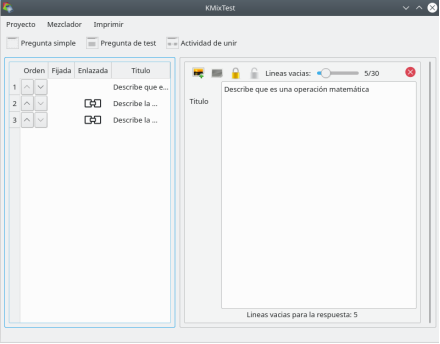 KMixTest
Proyecto Mezclador Imprimir
Pregunta simple Pregunta de test Actividad de unir
Orden Fijada Enlazada Titulo
1 Describe que e...
2 Describe la ...
3 Describe la ...
Lineas vacias: 5/30
Titulo
Describe que es una operación matemática
Lineas vacias para la respuesta: 5